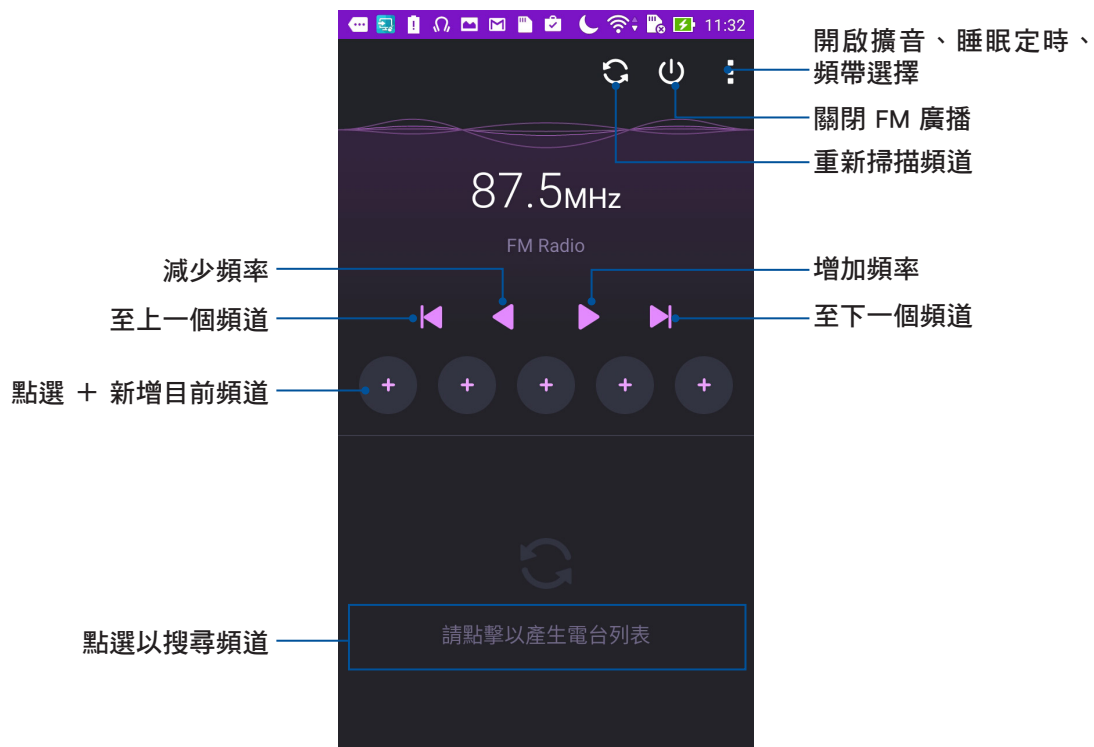 11:32
開啟擴音、睡眠定時、
頻帶選擇
關閉 FM 廣播
重新掃描頻道
87.5MHz
FM Radio
減少頻率
增加頻率
至上一個頻道
至下一個頻道
點選 ＋ 新增目前頻道
點選以搜尋頻道
請點擊以產生電台列表